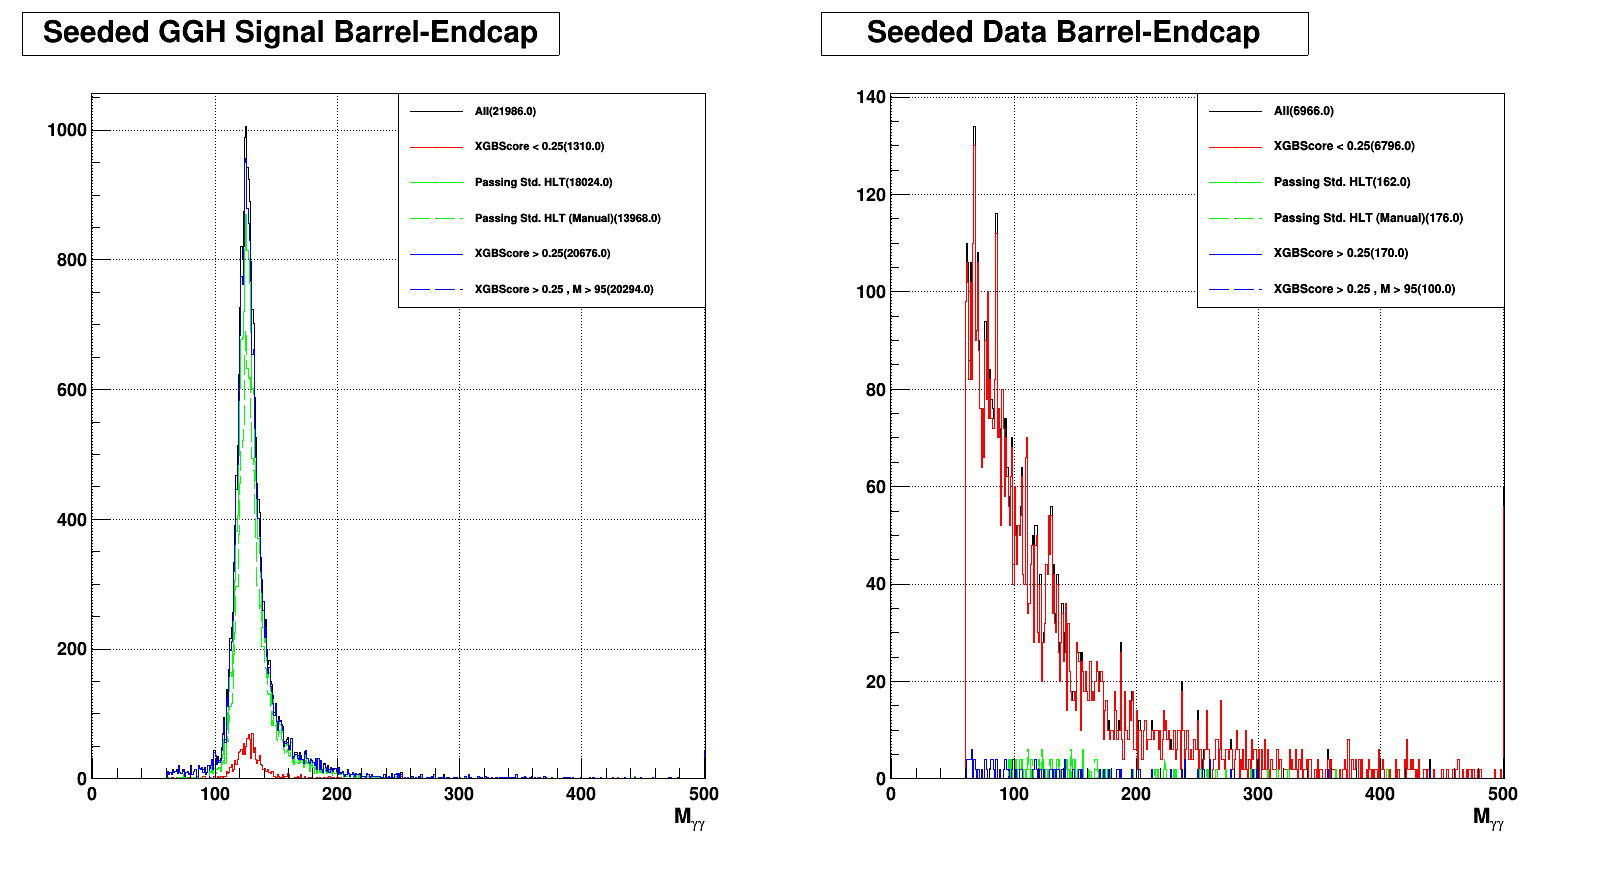 Seeded GGH Signal Barrel-Endcap
All(21986.0)
XGBScore < 0.25(1310.0)
Passing Std. HLT(18024.0)
Passing Std. HLT (Manual)(13968.0)
XGBScore > 0.25(20676.0)
XGBScore > 0.25 , M > 95(20294.0)
1000
800
600
400
200
0
0 100 200 300 400 500
Mγγ
Seeded Data Barrel-Endcap
All(6966.0)
XGBScore < 0.25(6796.0)
Passing Std. HLT(162.0)
Passing Std. HLT (Manual)(176.0)
XGBScore > 0.25(170.0)
XGBScore > 0.25 , M > 95(100.0)
140
120
100
80
60
40
20
0
0 100 200 300 400 500
Mγγ